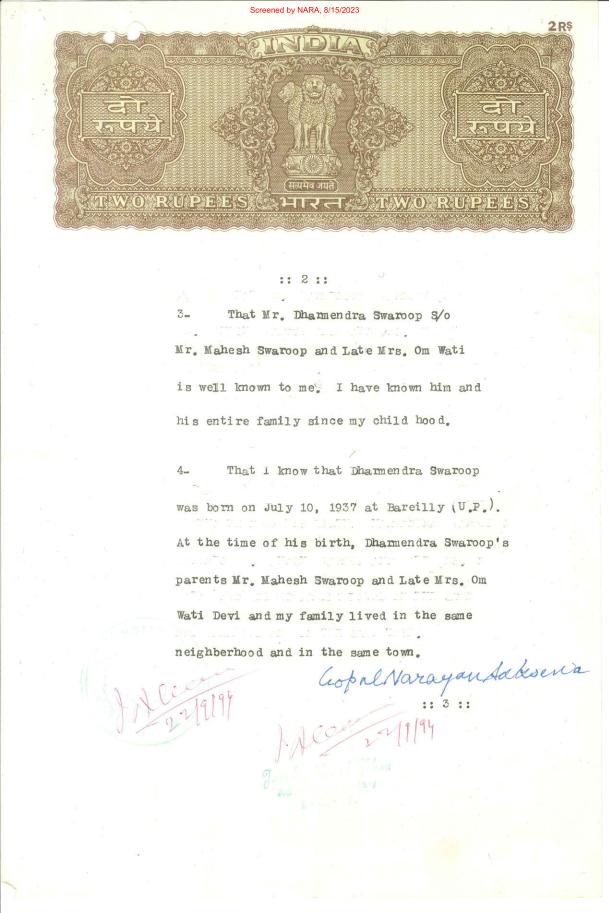 Screened by NARA, 8/15/2023
2RS
INDIA
दो
रूपये
दो
रूपये
सत्यमेव जयते
TWO RUPEES भारत TWO RUPEES
:: 2 ::
3- That Mr. Dharmendra Swaroop S/o
Mr. Mahesh Swaroop and Late Mrs. Om Wati
is well known to me. I have known him and
his entire family since my child hood.
4- That I know that Dharmendra Swaroop
was born on July 10, 1937 at Bareilly (U.P.).
At the time of his birth, Dharmendra Swaroop's
parents Mr. Mahesh Swaroop and Late Mrs. Om
Wati Devi and my family lived in the same
neighborhood and in the same town.
Gopal Narayan
:: 3 ::
22/9/94
22/9/94